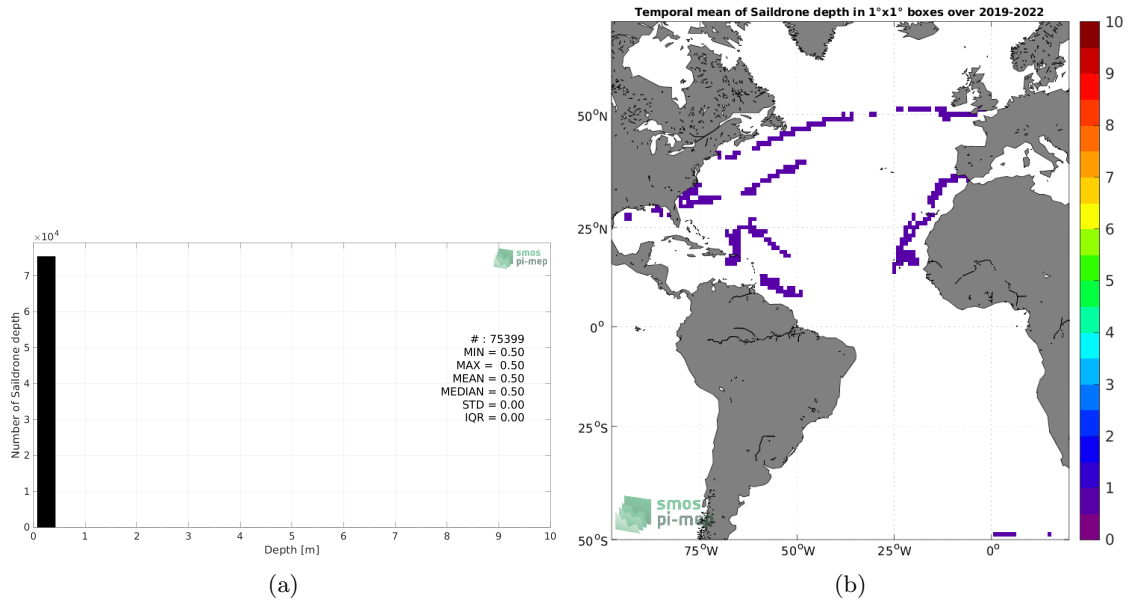 ×10⁴
7
6
5
4
3
2
1
0
Number of Saildrone depth
smos
pi-mep
# : 75399
MIN = 0.50
MAX = 0.50
MEAN = 0.50
MEDIAN = 0.50
STD = 0.00
IQR = 0.00
0 1 2 3 4 5 6 7 8 9 10
Depth [m]
(a)
Temporal mean of Saildrone depth in 1°x1° boxes over 2019-2022
50°N
25°N
0°
25°S
50°S
smos
pi-mep
75°W 50°W 25°W 0°
10
9
8
7
6
5
4
3
2
1
0
(b)